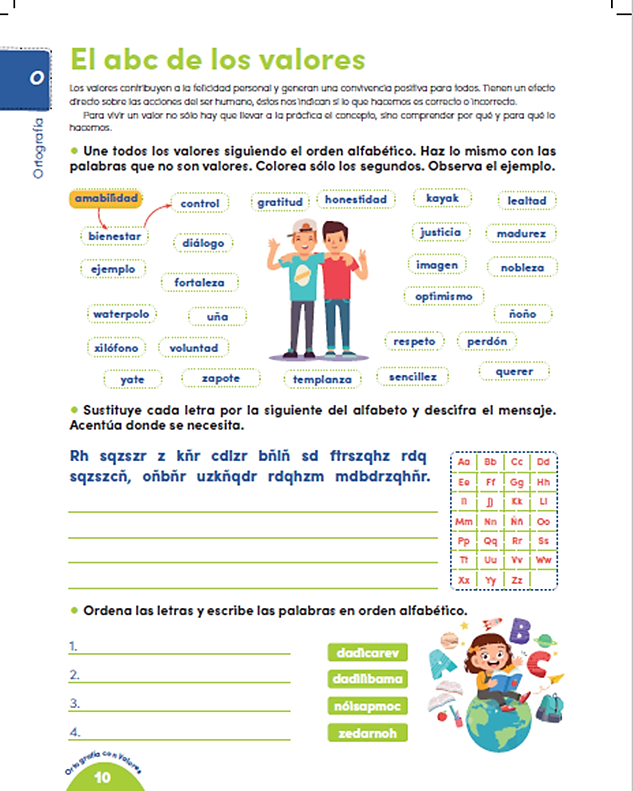 El abc de los valores
O
Ortografía
Los valores contribuyen a la felicidad personal y generan una convivencia positiva para todos. Tienen un efecto
directo sobre las acciones del ser humano, éstos nos indican si lo que hacemos es correcto o incorrecto.
Para vivir un valor no sólo hay que llevar a la práctica el concepto, sino comprender por qué y para qué lo
hacemos.
• Une todos los valores siguiendo el orden alfabético. Haz lo mismo con las
palabras que no son valores. Colorea sólo los segundos. Observa el ejemplo.
amabilidad control gratitud honestidad kayak lealtad
bienestar diálogo justicia madurez
ejemplo fortaleza imagen nobleza
optimismo
waterpolo uña ñoño
xilófono voluntad respeto perdón
yate zapote templanza sencillez querer
• Sustituye cada letra por la siguiente del alfabeto y descifra el mensaje.
Acentúa donde se necesita.
Rh sqzszr z kñr cdlzr bñlñ sd ftrszqhz rdq
sqzszcñ, oñbñr uzkñqdr rdqhzm mdbdrzqhñr.
Aa Bb Cc Dd
Ee Ff Gg Hh
Ii Jj Kk Ll
Mm Nn Ññ Oo
Pp Qq Rr Ss
Tt Uu Vv Ww
Xx Yy Zz
• Ordena las letras y escribe las palabras en orden alfabético.
1.
2.
3.
4.
dadicarev
dadilibama
nóisapmoc
zedarnoh
A B C
Ortografía con Valores
10